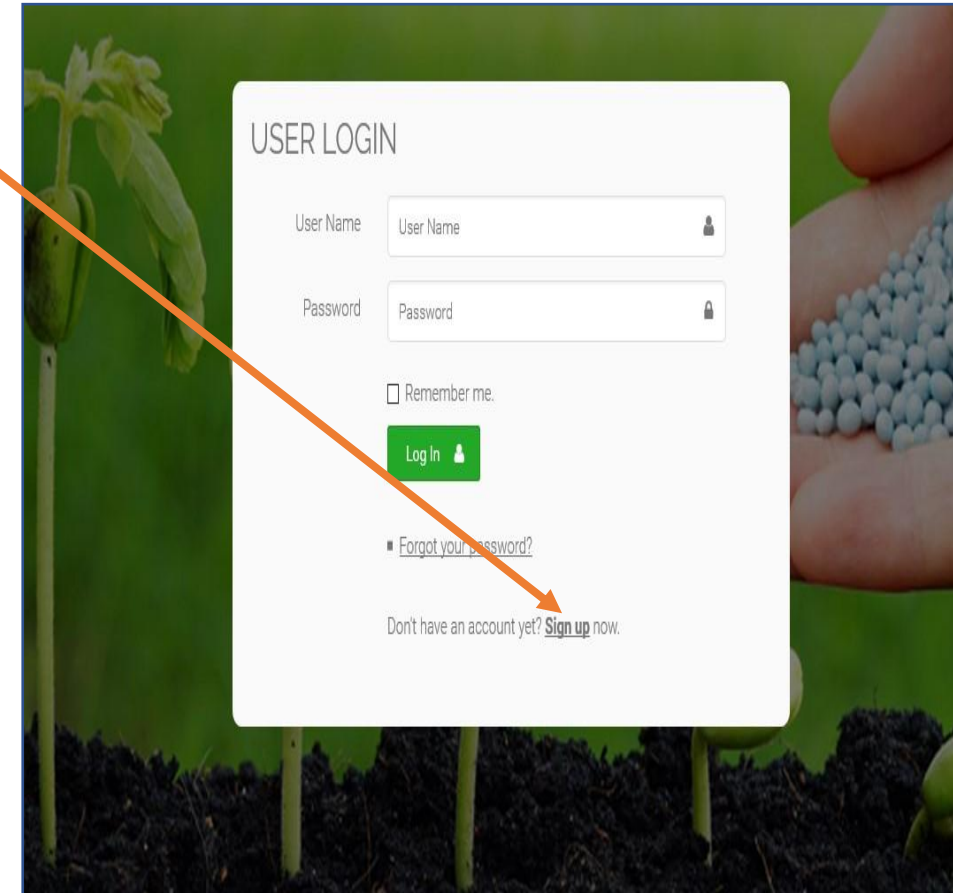 USER LOGIN
User Name User Name
Password Password
Remember me.
Log In
Forgot your password?
Don't have an account yet? Sign up now.